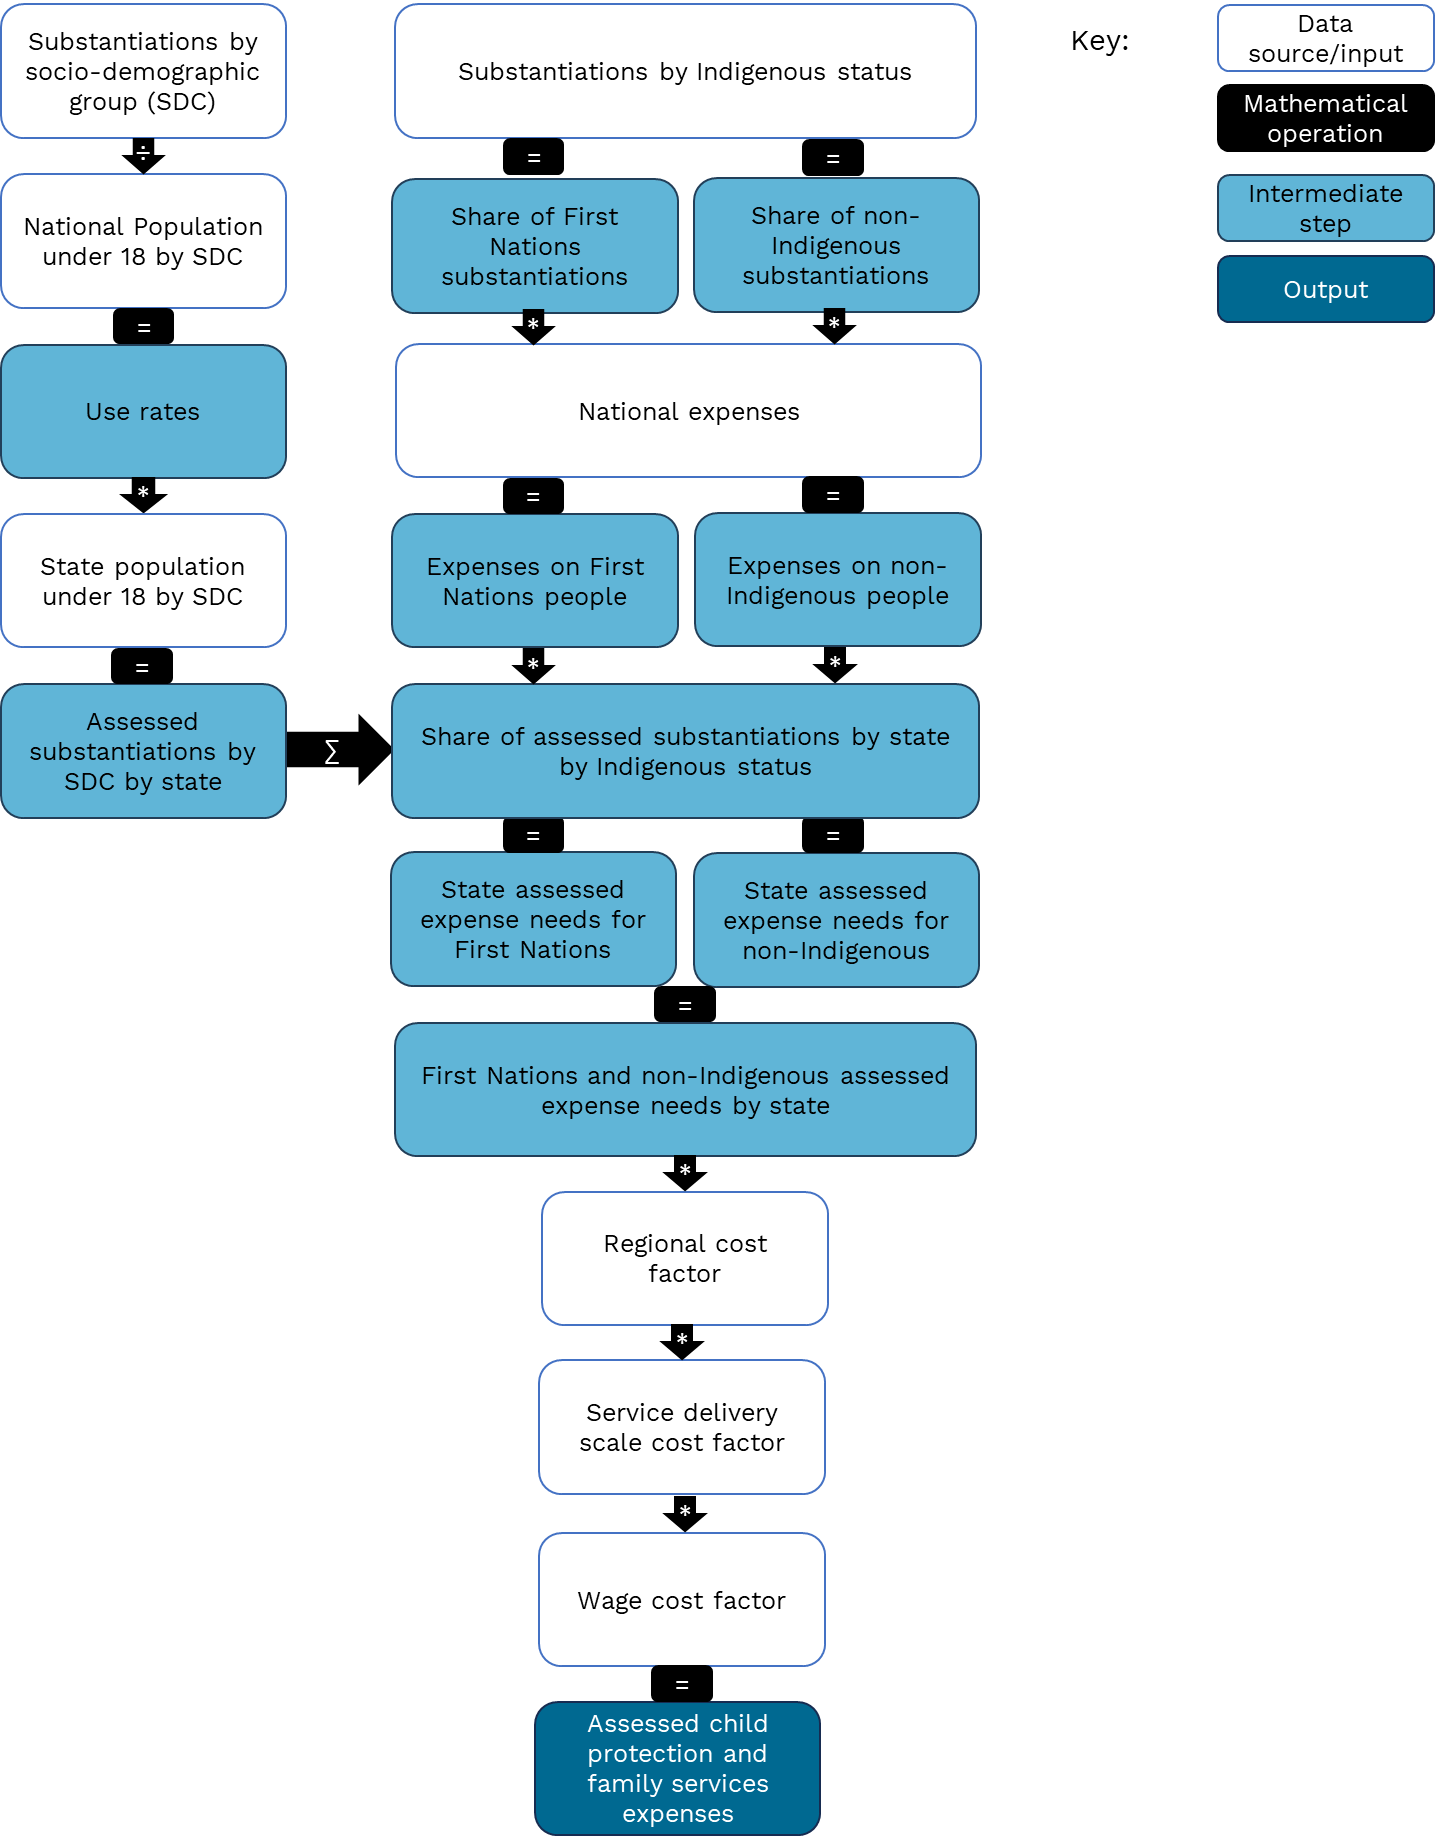 Substantiations by
socio-demographic
group (SDC)
÷
National Population
under 18 by SDC
=
Use rates
*
State population
under 18 by SDC
=
Assessed
substantiations by
SDC by state
∑
Substantiations by Indigenous status
=
=
Share of First
Nations
substantiations
Share of non-
Indigenous
substantiations
*
*
National expenses
=
=
Expenses on First
Nations people
Expenses on non-
Indigenous people
*
*
Share of assessed substantiations by state
by Indigenous status
=
=
State assessed
expense needs for
First Nations
State assessed
expense needs for
non-Indigenous
=
First Nations and non-Indigenous assessed
expense needs by state
*
Regional cost
factor
*
Service delivery
scale cost factor
*
Wage cost factor
=
Assessed child
protection and
family services
expenses
Key:
Data
source/input
Mathematical
operation
Intermediate
step
Output